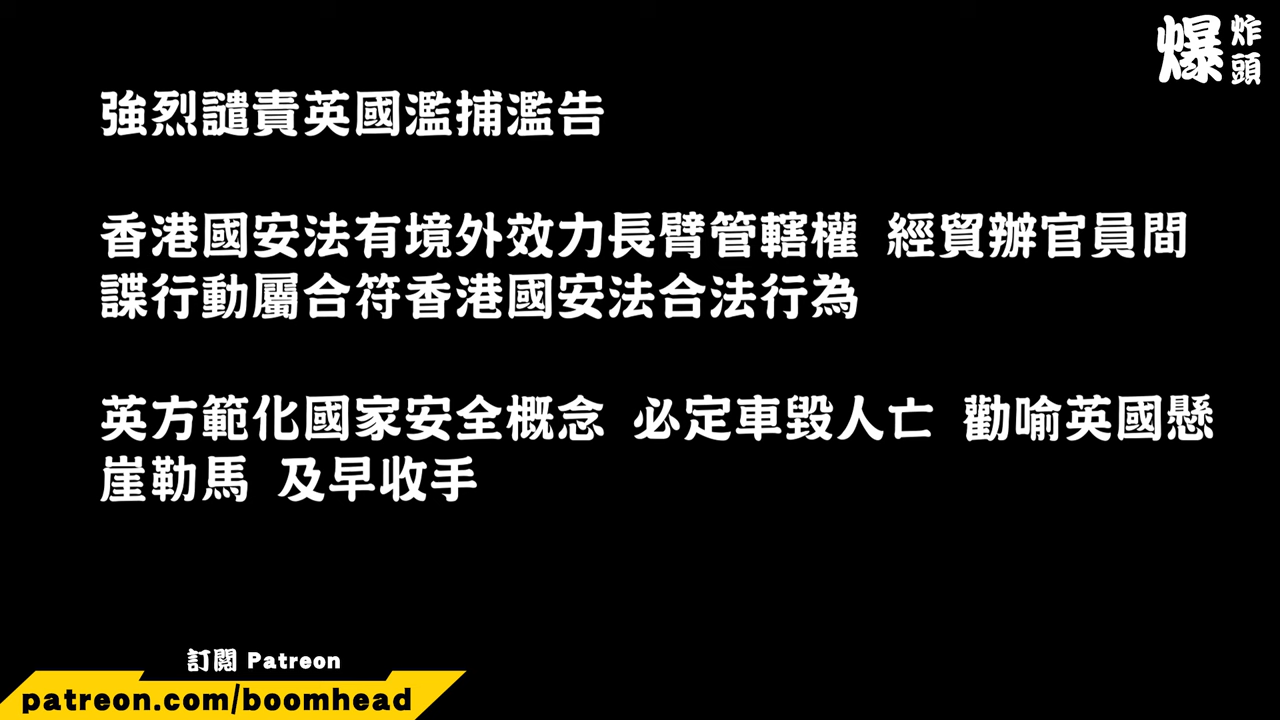 爆炸頭
強烈譴責英國濫捕濫告
香港國安法有境外效力長臂管轄權 經貿辦官員間
諜行動屬合符香港國安法合法行為
英方範化國家安全概念 必定車毀人亡 勸喻英國懸
崖勒馬 及早收手
訂閱 Patreon
patreon.com/boomhead